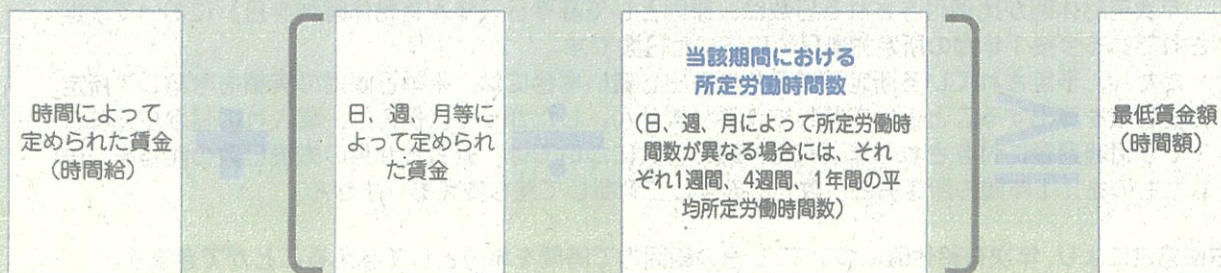 時間によって
定められた賃金
（時間給）
＋
日、週、月等に
よって定められ
た賃金
÷
当該期間における
所定労働時間数
（日、週、月によって所定労働時
間数が異なる場合には、それ
ぞれ1週間、4週間、1年間の平
均所定労働時間数）
≧
最低賃金額
（時間額）